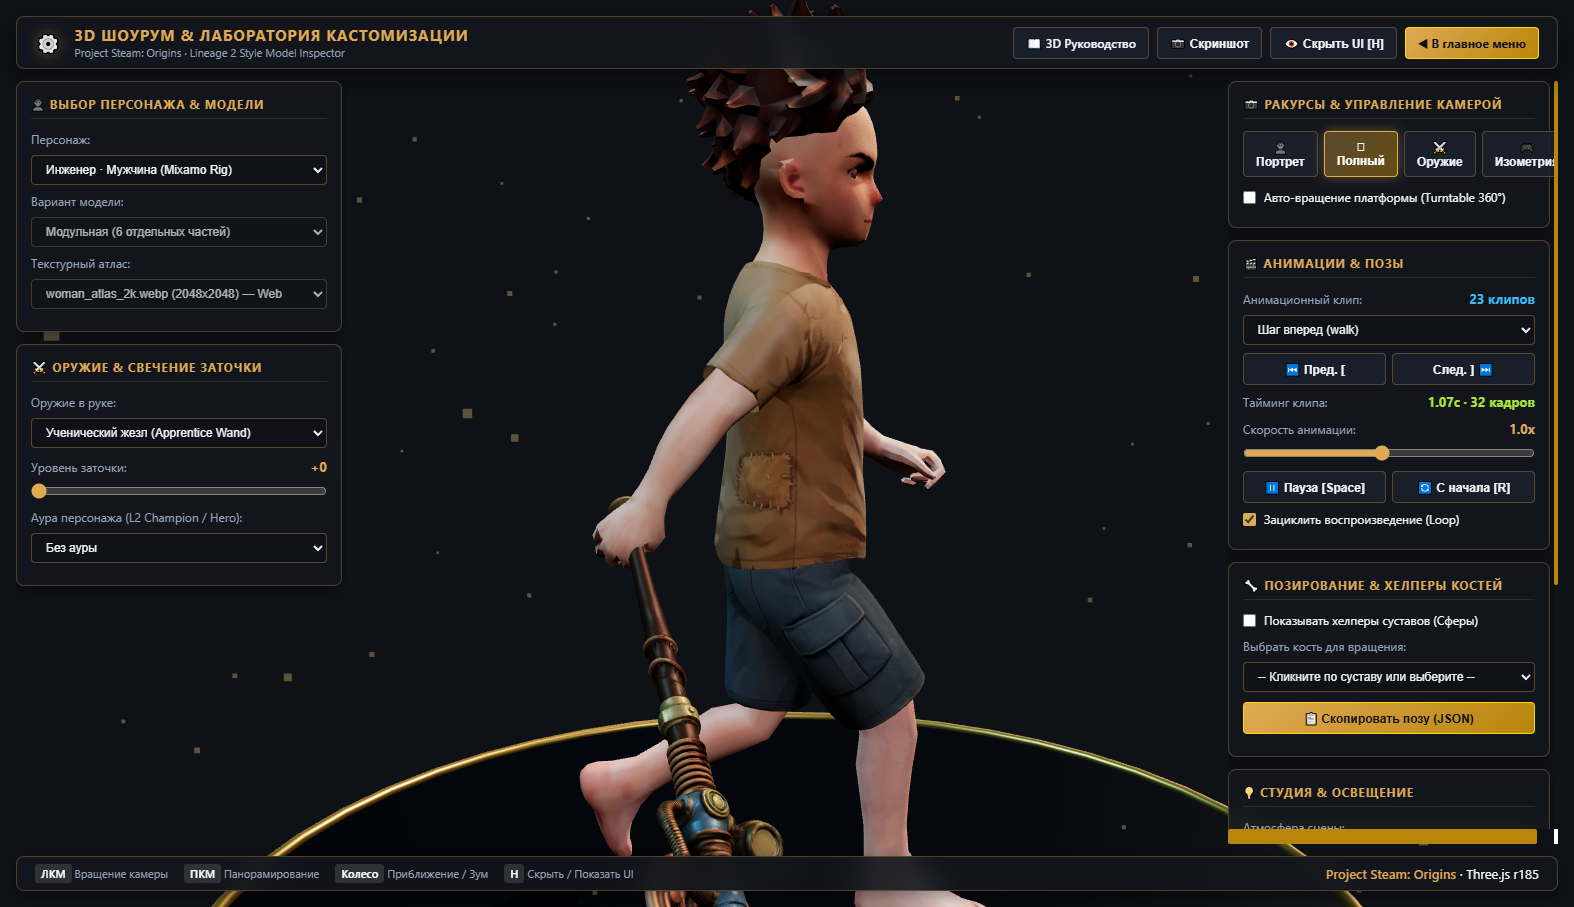 3D ШОУРУМ & ЛАБОРАТОРИЯ КАСТОМИЗАЦИИ
Project Steam: Origins · Lineage 2 Style Model Inspector
3D Руководство
Скриншот
Скрыть UI [H]
В главное меню
ВЫБОР ПЕРСОНАЖА & МОДЕЛИ
Персонаж:
Инженер · Мужчина (Mixamo Rig)
Вариант модели:
Модульная (6 отдельных частей)
Текстурный атлас:
woman_atlas_2k.webp (2048x2048) — Web
ОРУЖИЕ & СВЕЧЕНИЕ ЗАТОЧКИ
Оружие в руке:
Ученический жезл (Apprentice Wand)
Уровень заточки: +0
Аура персонажа (L2 Champion / Hero):
Без ауры
РАКУРСЫ & УПРАВЛЕНИЕ КАМЕРОЙ
Портрет
Полный
Оружие
Изометрия
Авто-вращение платформы (Turntable 360°)
АНИМАЦИИ & ПОЗЫ
Анимационный клип: 23 клипов
Шаг вперед (walk)
Пред. [
След. ]
Тайминг клипа: 1.07с · 32 кадров
Скорость анимации: 1.0x
Пауза [Space]
С начала [R]
Зациклить воспроизведение (Loop)
ПОЗИРОВАНИЕ & ХЕЛПЕРЫ КОСТЕЙ
Показывать хелперы суставов (Сферы)
Выбрать кость для вращения:
-- Кликните по суставу или выберите --
Скопировать позу (JSON)
СТУДИЯ & ОСВЕЩЕНИЕ
Атмосфера сцены:
ЛКМ Вращение камеры
ПКМ Панорамирование
Колесо Приближение / Зум
H Скрыть / Показать UI
Project Steam: Origins · Three.js r185